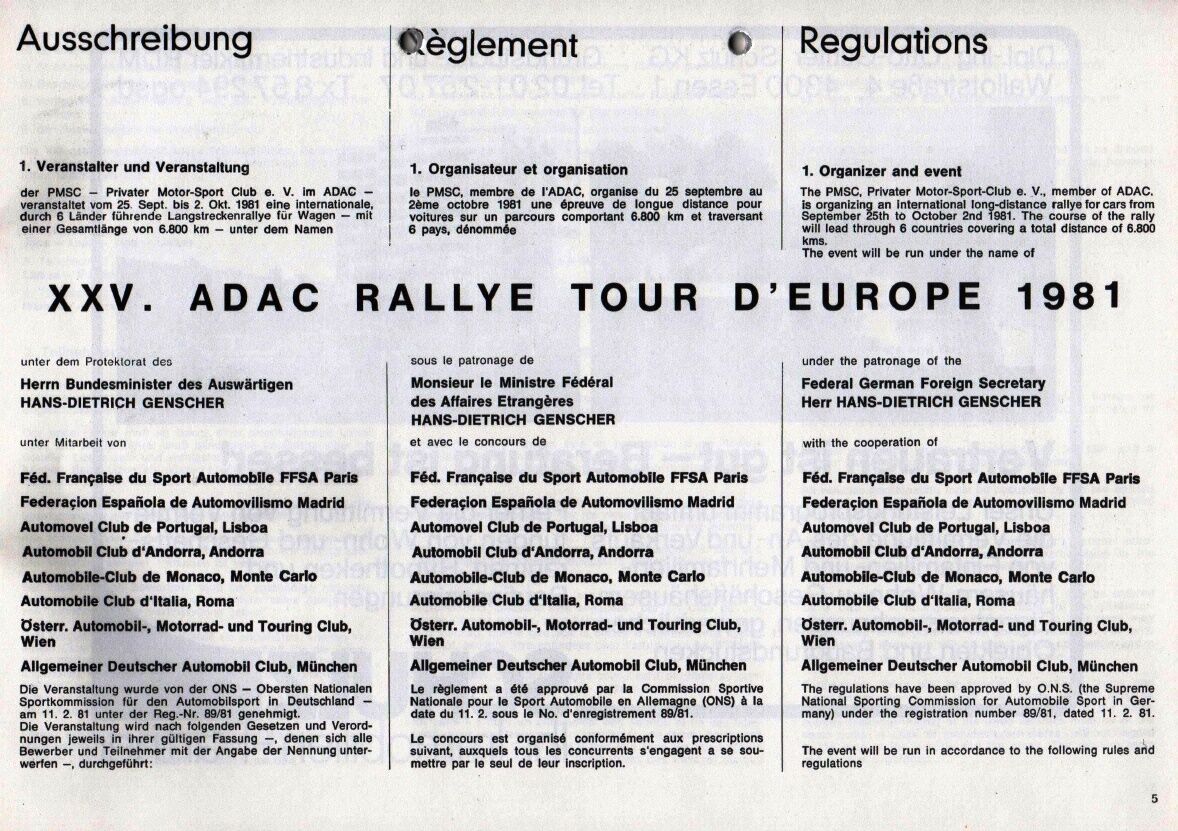 Ausschreibung
1. Veranstalter und Veranstaltung
der PMSC – Privater Motor-Sport Club e. V. im ADAC –
veranstaltet vom 25. Sept. bis 2. Okt. 1981 eine internationale,
durch 6 Länder führende Langstreckenrallye für Wagen – mit
einer Gesamtlänge von 6.800 km – unter dem Namen
Règlement
1. Organisateur et organisation
le PMSC, membre de l'ADAC, organise du 25 septembre au
2ème octobre 1981 une épreuve de longue distance pour
voitures sur un parcours comportant 6.800 km et traversant
6 pays, dénommée
Regulations
1. Organizer and event
The PMSC, Privater Motor-Sport-Club e. V., member of ADAC,
is organizing an international long-distance rallye for cars from
September 25th to October 2nd 1981. The course of the rally
will lead through 6 countries covering a total distance of 6.800
kms.
The event will be run under the name of
XXV. ADAC RALLYE TOUR D'EUROPE 1981
unter dem Protektorat des
Herrn Bundesminister des Auswärtigen
HANS-DIETRICH GENSCHER
unter Mitarbeit von
Féd. Française du Sport Automobile FFSA Paris
Federaçion Española de Automovilismo Madrid
Automovel Club de Portugal, Lisboa
Automobil Club d'Andorra, Andorra
Automobile-Club de Monaco, Monte Carlo
Automobile Club d'Italia, Roma
Österr. Automobil-, Motorrad- und Touring Club,
Wien
Allgemeiner Deutscher Automobil Club, München
Die Veranstaltung wurde von der ONS – Obersten Nationalen
Sportkommission für den Automobilsport in Deutschland –
am 11. 2. 81 unter der Reg.-Nr. 89/81 genehmigt.
Die Veranstaltung wird nach folgenden Gesetzen und Verord-
nungen jeweils in ihrer gültigen Fassung –, denen sich alle
Bewerber und Teilnehmer mit der Angabe der Nennung unter-
werfen –, durchgeführt:
sous le patronage de
Monsieur le Ministre Fédéral
des Affaires Etrangères
HANS-DIETRICH GENSCHER
et avec le concours de
Féd. Française du Sport Automobile FFSA Paris
Federaçion Española de Automovilismo Madrid
Automovel Club de Portugal, Lisboa
Automobil Club d'Andorra, Andorra
Automobile-Club de Monaco, Monte Carlo
Automobile Club d'Italia, Roma
Österr. Automobil-, Motorrad- und Touring Club,
Wien
Allgemeiner Deutscher Automobil Club, München
Le règlement a été approuvé par la Commission Sportive
Nationale pour le Sport Automobile en Allemagne (ONS) à la
date du 11. 2. sous le No. d'enregistrement 89/81.
Le concours est organisé conformément aux prescriptions
suivant, auxquels tous les concurrents s'engagent a se sou-
mettre par le seul de leur inscription.
under the patronage of the
Federal German Foreign Secretary
Herr HANS-DIETRICH GENSCHER
with the cooperation of
Féd. Française du Sport Automobile FFSA Paris
Federaçion Española de Automovilismo Madrid
Automovel Club de Portugal, Lisboa
Automobil Club d'Andorra, Andorra
Automobile-Club de Monaco, Monte Carlo
Automobile Club d'Italia, Roma
Österr. Automobil-, Motorrad- und Touring Club,
Wien
Allgemeiner Deutscher Automobil Club, München
The regulations have been approved by O.N.S. (the Supreme
National Sporting Commission for Automobile Sport in Ger-
many) under the registration number 89/81, dated 11. 2. 81.
The event will be run in accordance to the following rules and
regulations
5